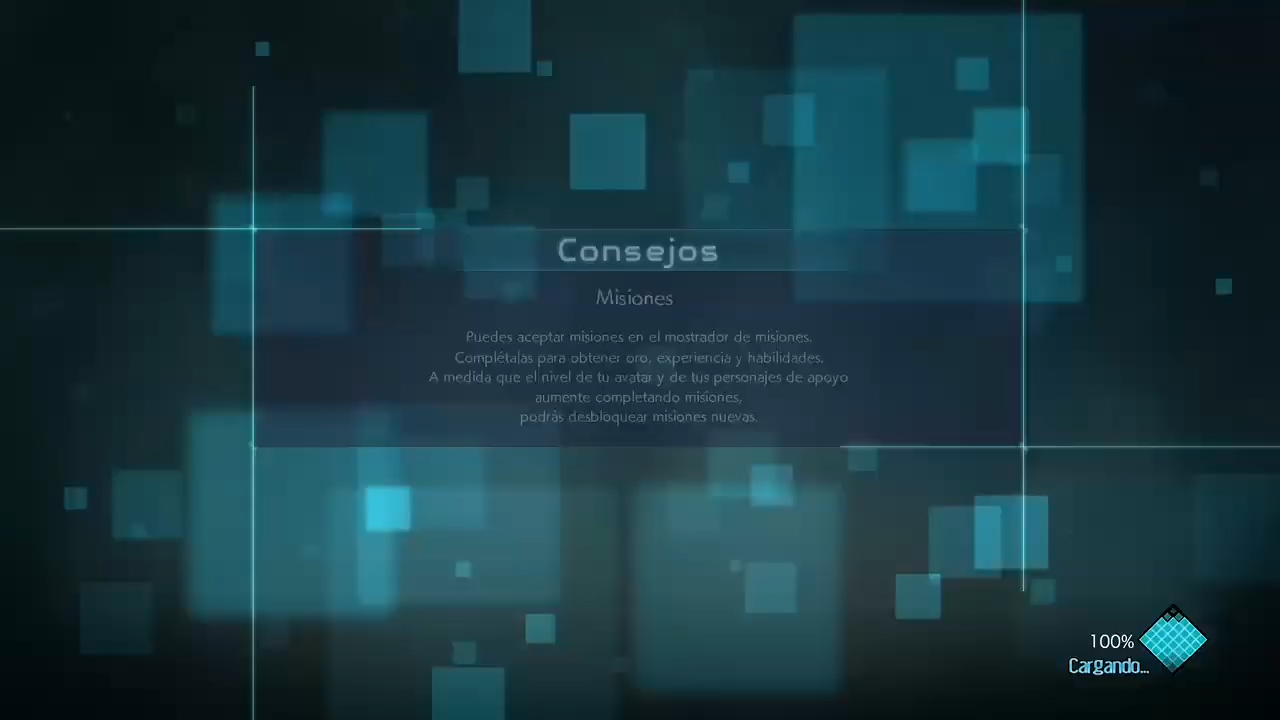 Consejos
Misiones
Puedes aceptar misiones en el mostrador de misiones.
Complétalas para obtener oro, experiencia y habilidades.
A medida que el nivel de tu avatar y de tus personajes de apoyo
aumente completando misiones,
podrás desbloquear misiones nuevas.
100%
Cargando...